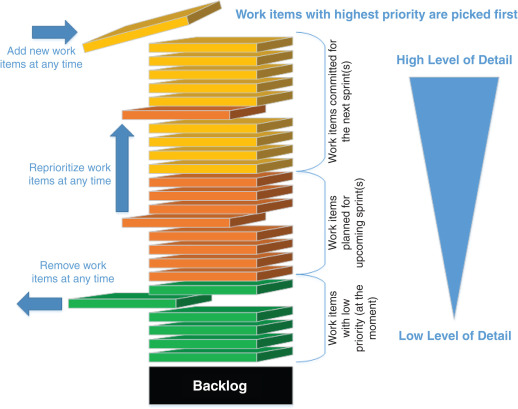 Work items with highest priority are picked first
Add new work
items at any time
High Level of Detail
Work items committed for
the next sprint(s)
Reprioritize work
items at any time
Work items
planned for
upcoming sprint(s)
Remove work
items at any time
Work items
with low
priority (at the
moment)
Low Level of Detail
Backlog